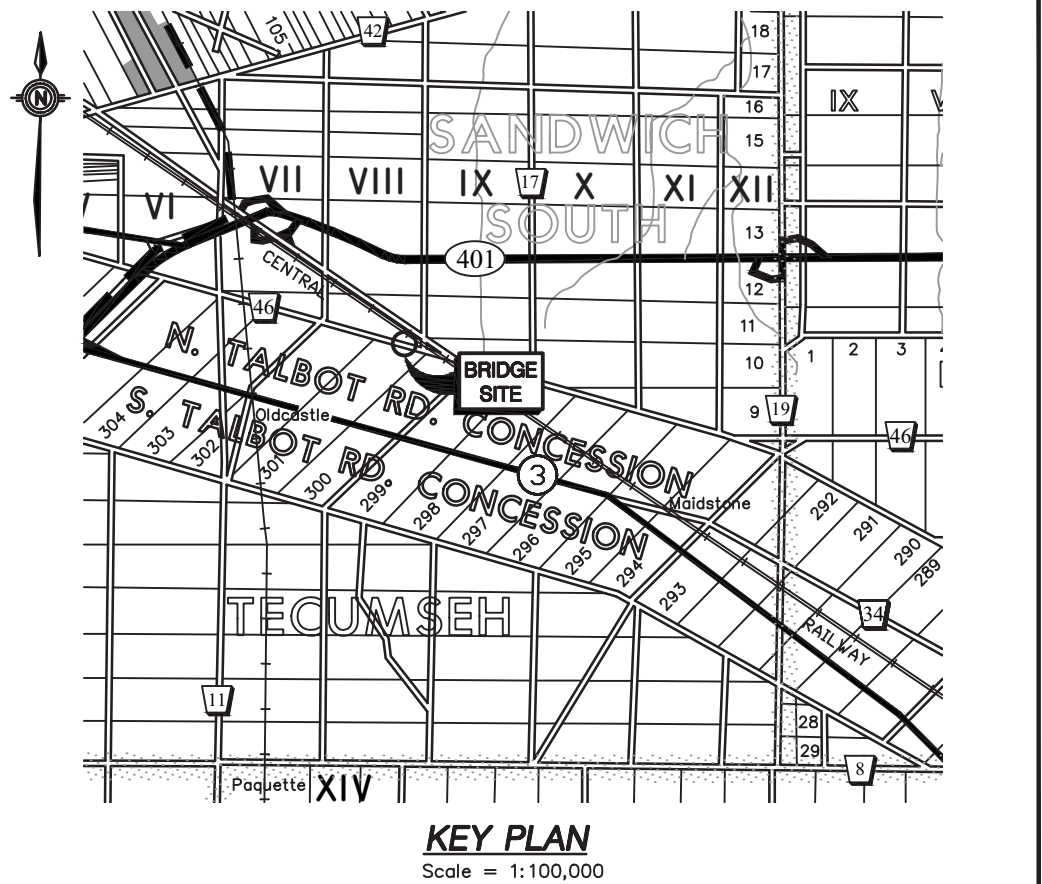 42
105
18
17
16
IX
SANDWICH
15
VI
VII
VIII
IX
17
X
XI
XII
SOUTH
13
401
CENTRAL
12
46
11
N. TALBOT RD. CONCESSION
10
1
2
3
BRIDGE
SITE
9
19
46
S. TALBOT RD. CONCESSION
Oldcastle
304
303
302
301
300
299
298
297
296
295
294
293
3
Maidstone
292
291
290
289
TECUMSEH
34
RAILWAY
11
28
29
8
Paquette
XIV
N
KEY PLAN
Scale = 1:100,000